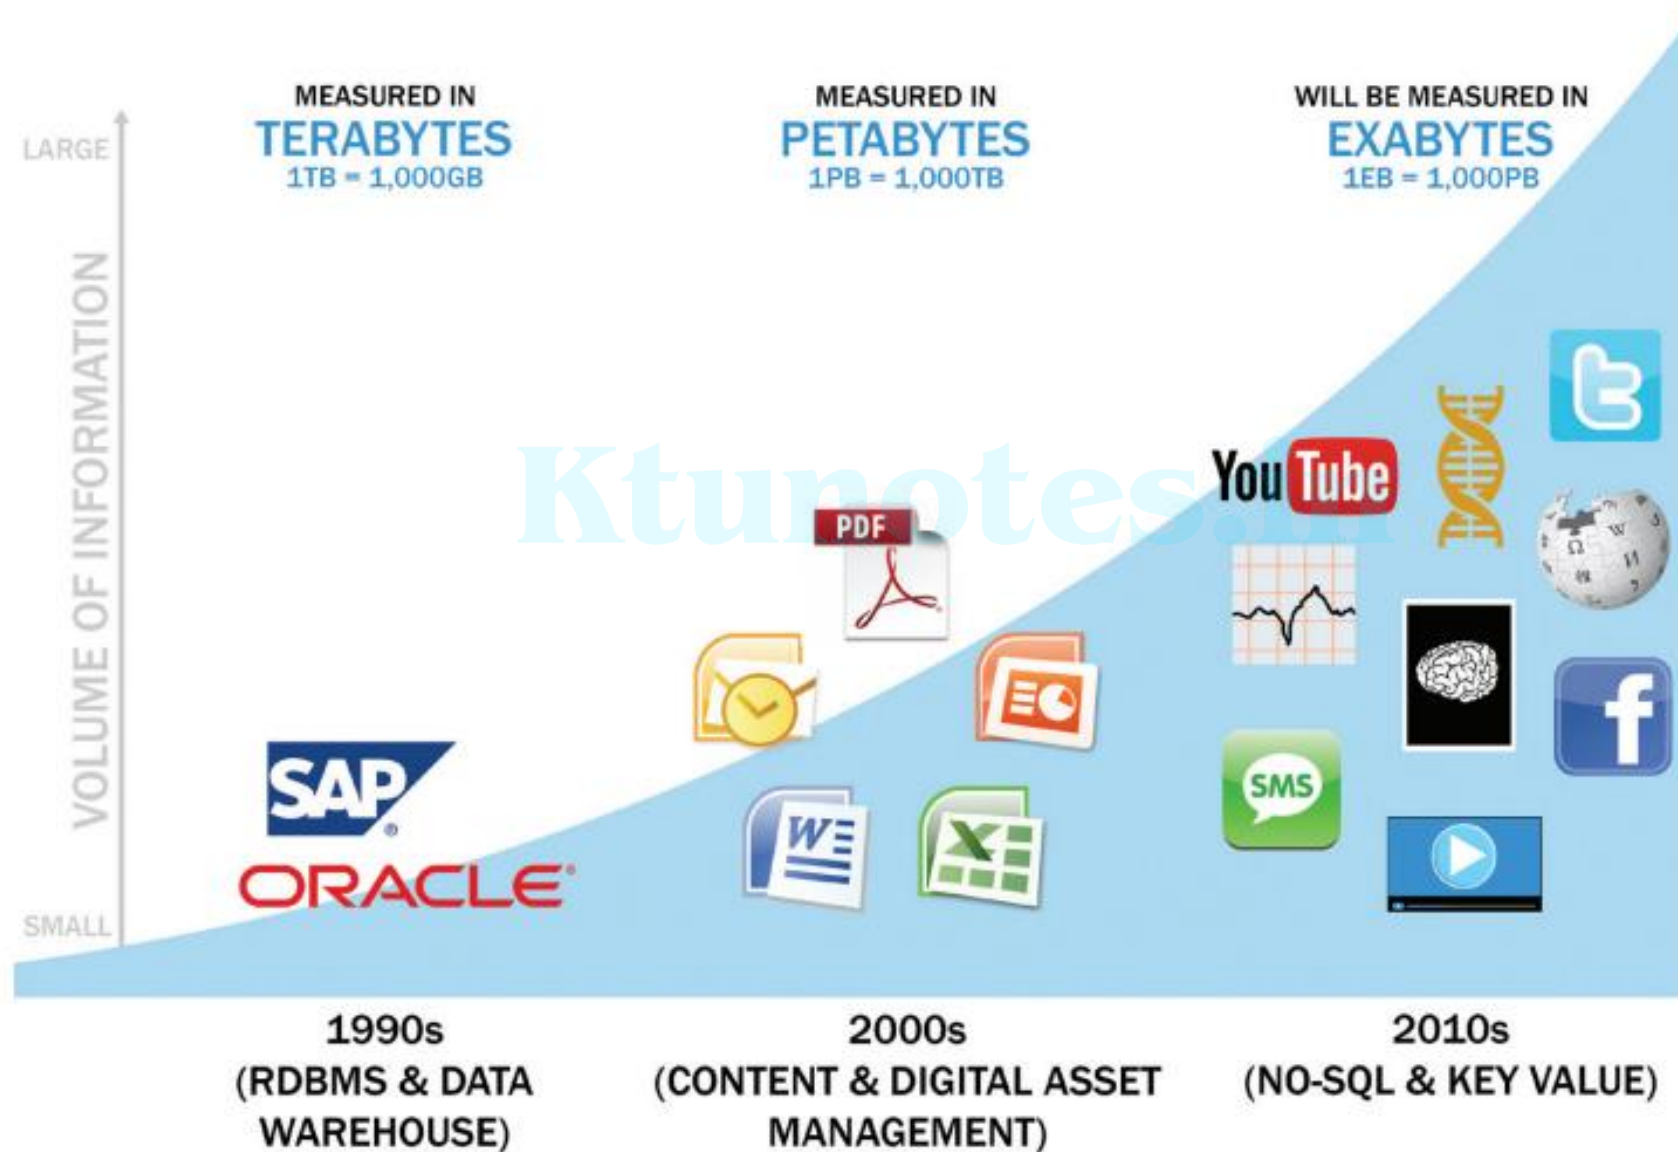 MEASURED IN
TERABYTES
1TB = 1,000GB
MEASURED IN
PETABYTES
1PB = 1,000TB
WILL BE MEASURED IN
EXABYTES
1EB = 1,000PB
LARGE
VOLUME OF INFORMATION
SMALL
Ktunotes.in
SAP®
ORACLE®
PDF
W
X
YouTube
t
Ω W И
SMS
f
1990s
(RDBMS & DATA
WAREHOUSE)
2000s
(CONTENT & DIGITAL ASSET
MANAGEMENT)
2010s
(NO-SQL & KEY VALUE)